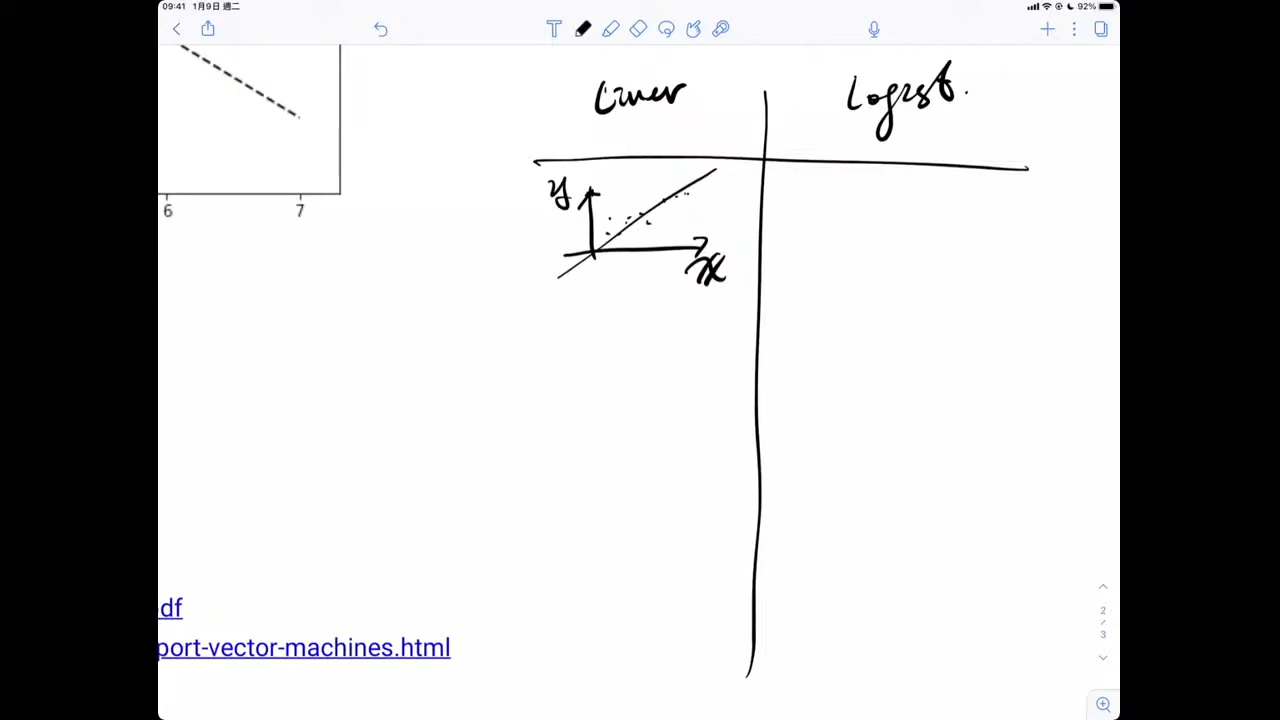 09:41 1月9日 週二 92%
Liner Logist.
y
x
6 7
df
port-vector-machines.html
2
/
3